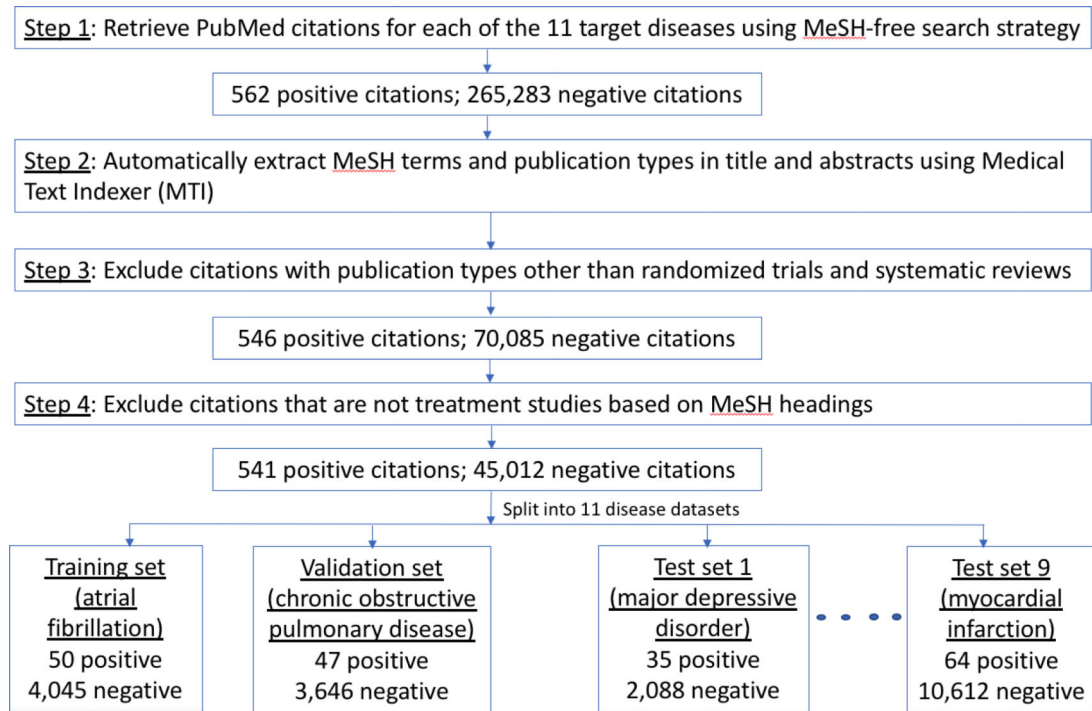 Step 1: Retrieve PubMed citations for each of the 11 target diseases using MeSH-free search strategy
562 positive citations; 265,283 negative citations
Step 2: Automatically extract MeSH terms and publication types in title and abstracts using Medical
Text Indexer (MTI)
Step 3: Exclude citations with publication types other than randomized trials and systematic reviews
546 positive citations; 70,085 negative citations
Step 4: Exclude citations that are not treatment studies based on MeSH headings
541 positive citations; 45,012 negative citations
Split into 11 disease datasets
Training set
(atrial
fibrillation)
50 positive
4,045 negative
Validation set
(chronic obstructive
pulmonary disease)
47 positive
3,646 negative
Test set 1
(major depressive
disorder)
35 positive
2,088 negative
Test set 9
(myocardial
infarction)
64 positive
10,612 negative